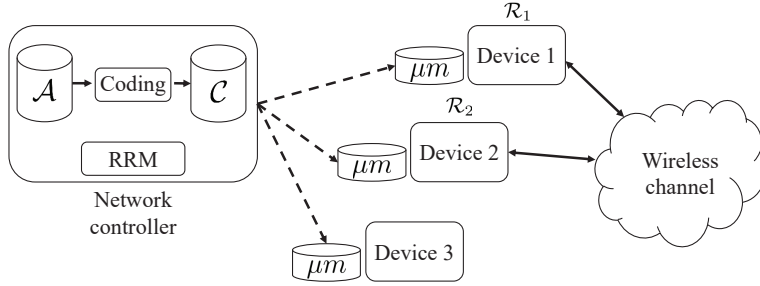 𝒜
Coding
𝒞
RRM
Network
controller
ℛ₁
μm
Device 1
ℛ₂
μm
Device 2
μm
Device 3
Wireless
channel